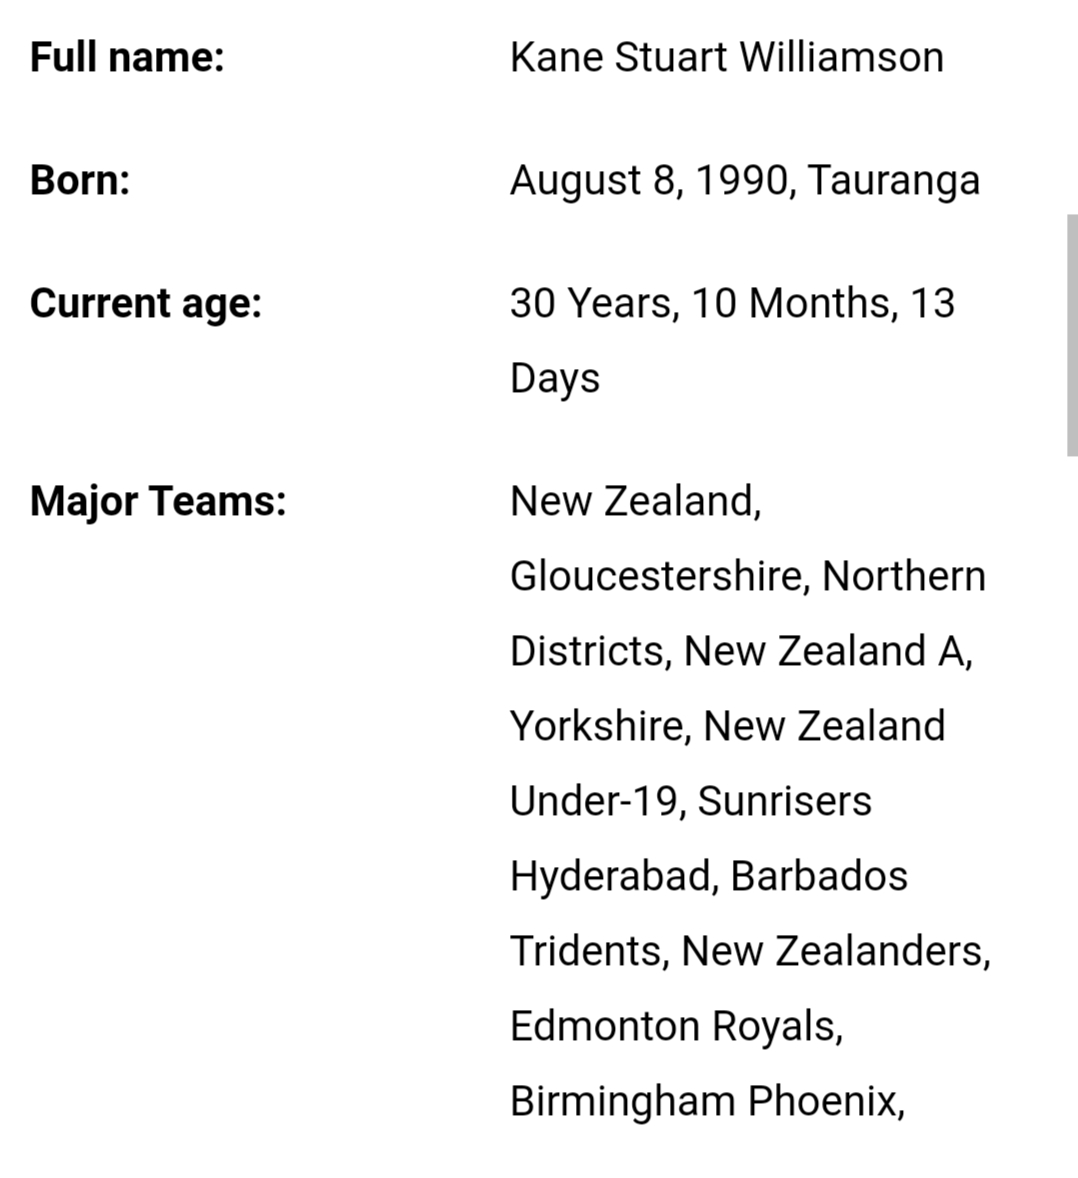 Full name: Kane Stuart Williamson
Born: August 8, 1990, Tauranga
Current age: 30 Years, 10 Months, 13
Days
Major Teams: New Zealand,
Gloucestershire, Northern
Districts, New Zealand A,
Yorkshire, New Zealand
Under-19, Sunrisers
Hyderabad, Barbados
Tridents, New Zealanders,
Edmonton Royals,
Birmingham Phoenix,